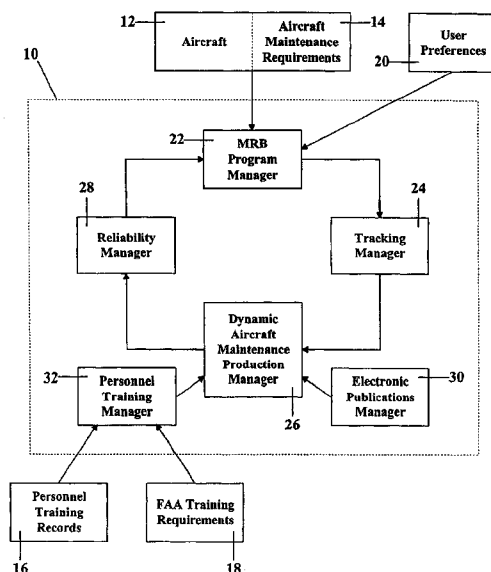 12
Aircraft
Aircraft
Maintenance
Requirements
14
User
Preferences
20
10
22
MRB
Program
Manager
28
Reliability
Manager
24
Tracking
Manager
Dynamic
Aircraft
Maintenance
Production
Manager
26
32
Personnel
Training
Manager
30
Electronic
Publications
Manager
Personnel
Training
Records
16
FAA Training
Requirements
18